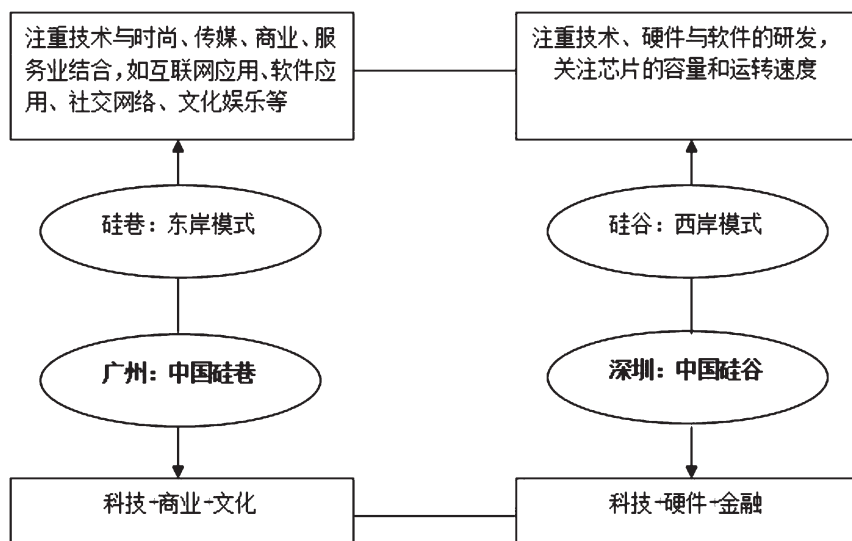 注重技术与时尚、传媒、商业、服
务业结合,如互联网应用、软件应
用、社交网络、文化娱乐等
注重技术、硬件与软件的研发,
关注芯片的容量和运转速度
硅巷：东岸模式
硅谷：西岸模式
广州：中国硅巷
深圳：中国硅谷
科技+商业+文化
科技+硬件+金融